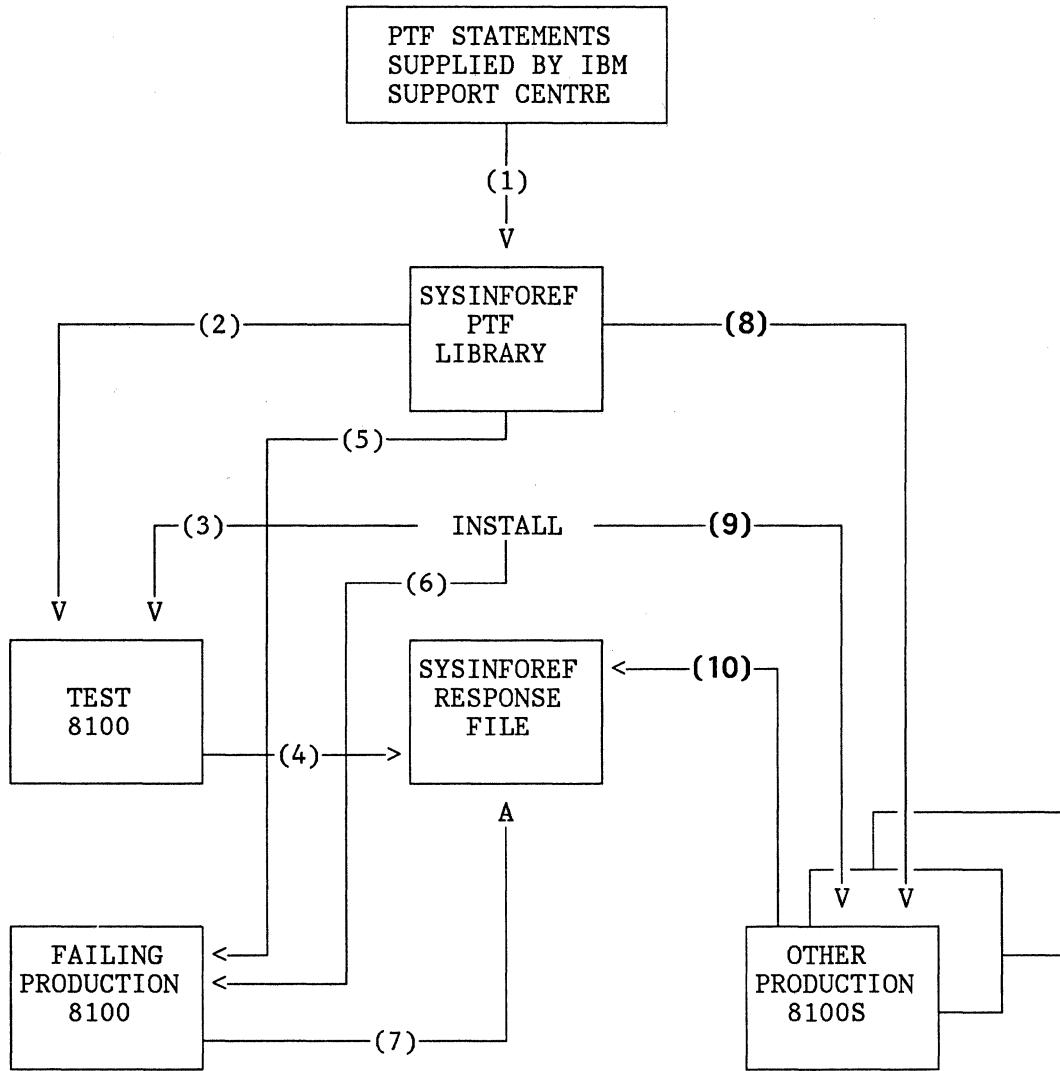 PTF STATEMENTS
SUPPLIED BY IBM
SUPPORT CENTRE
(1)
V
SYSINFOREF
PTF
LIBRARY
(2)
(8)
(5)
(3)
INSTALL
(9)
(6)
V V
TEST
8100
SYSINFOREF
RESPONSE
FILE
< (10)
(4) >
A
V V
FAILING
PRODUCTION
8100
<
<
OTHER
PRODUCTION
8100S
(7)